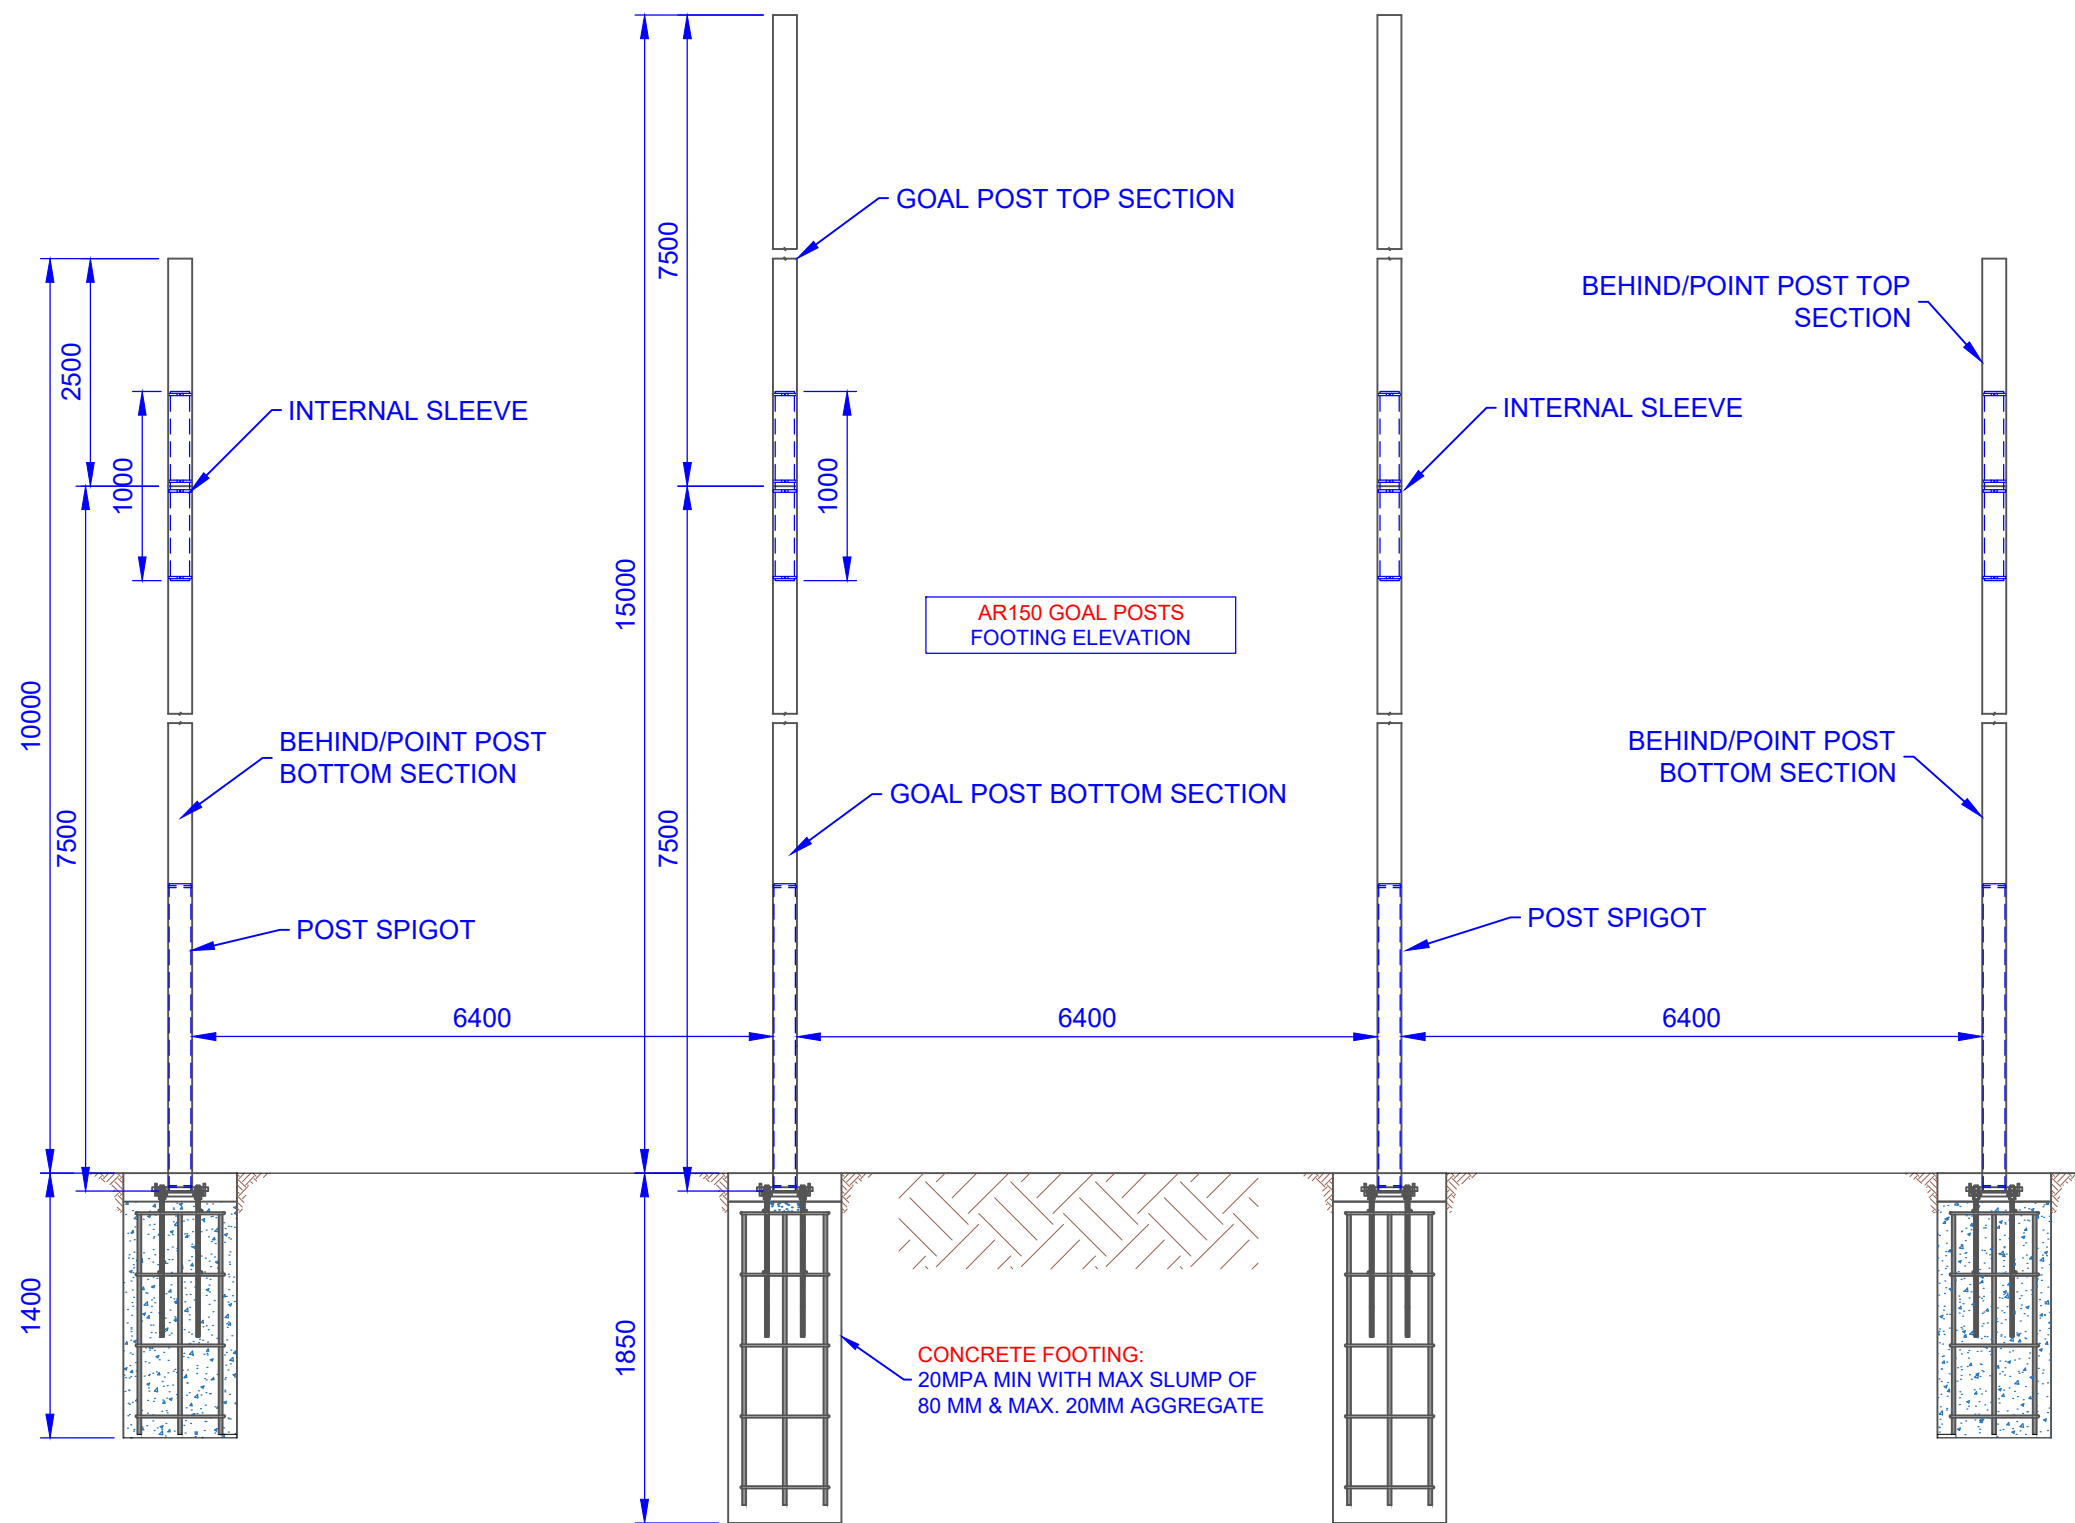 GOAL POST TOP SECTION
7500
BEHIND/POINT POST TOP
SECTION
2500
INTERNAL SLEEVE
INTERNAL SLEEVE
1000
1000
15000
AR150 GOAL POSTS
FOOTING ELEVATION
10000
BEHIND/POINT POST
BOTTOM SECTION
BEHIND/POINT POST
BOTTOM SECTION
GOAL POST BOTTOM SECTION
7500
7500
POST SPIGOT
POST SPIGOT
6400
6400
6400
1400
1850
CONCRETE FOOTING:
20MPA MIN WITH MAX SLUMP OF
80 MM & MAX. 20MM AGGREGATE